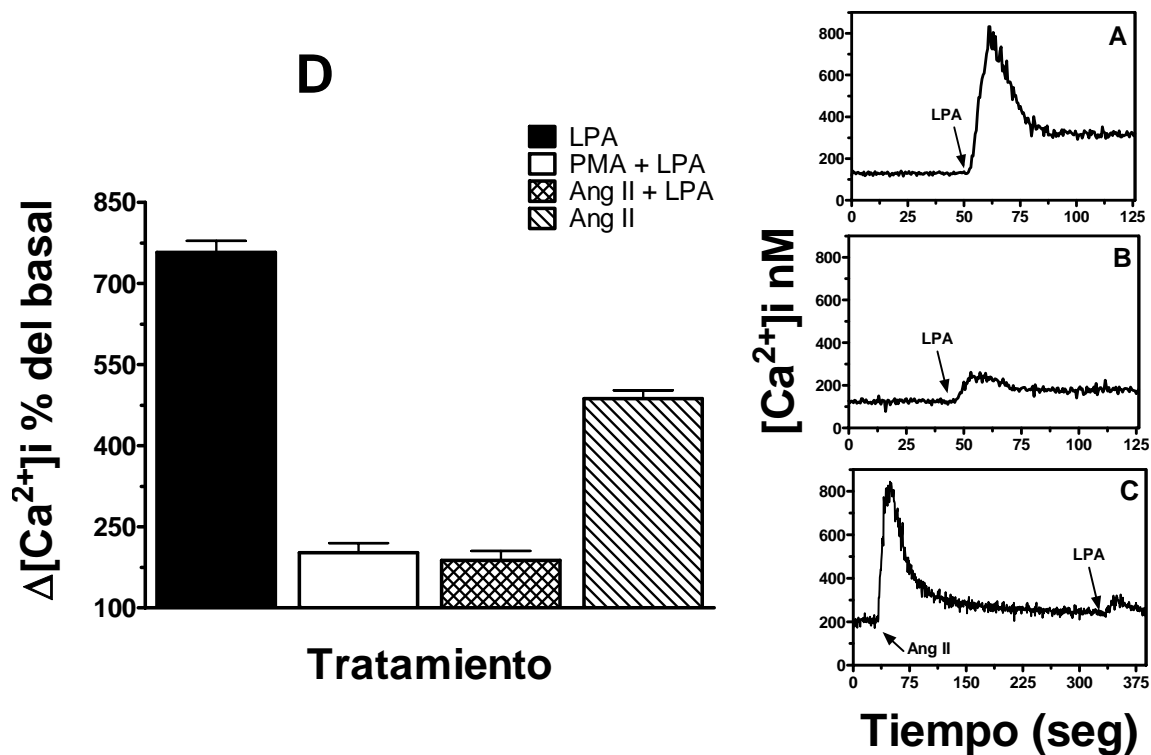 D
LPA
PMA + LPA
Ang II + LPA
Ang II
Δ[Ca²⁺]i % del basal
850
700
550
400
250
100
Tratamiento
[Ca²⁺]i nM
A
LPA
800
600
400
200
0
0 25 50 75 100 125
B
LPA
800
600
400
200
0
0 25 50 75 100 125
C
Ang II
LPA
800
600
400
200
0
0 75 150 225 300 375
Tiempo (seg)